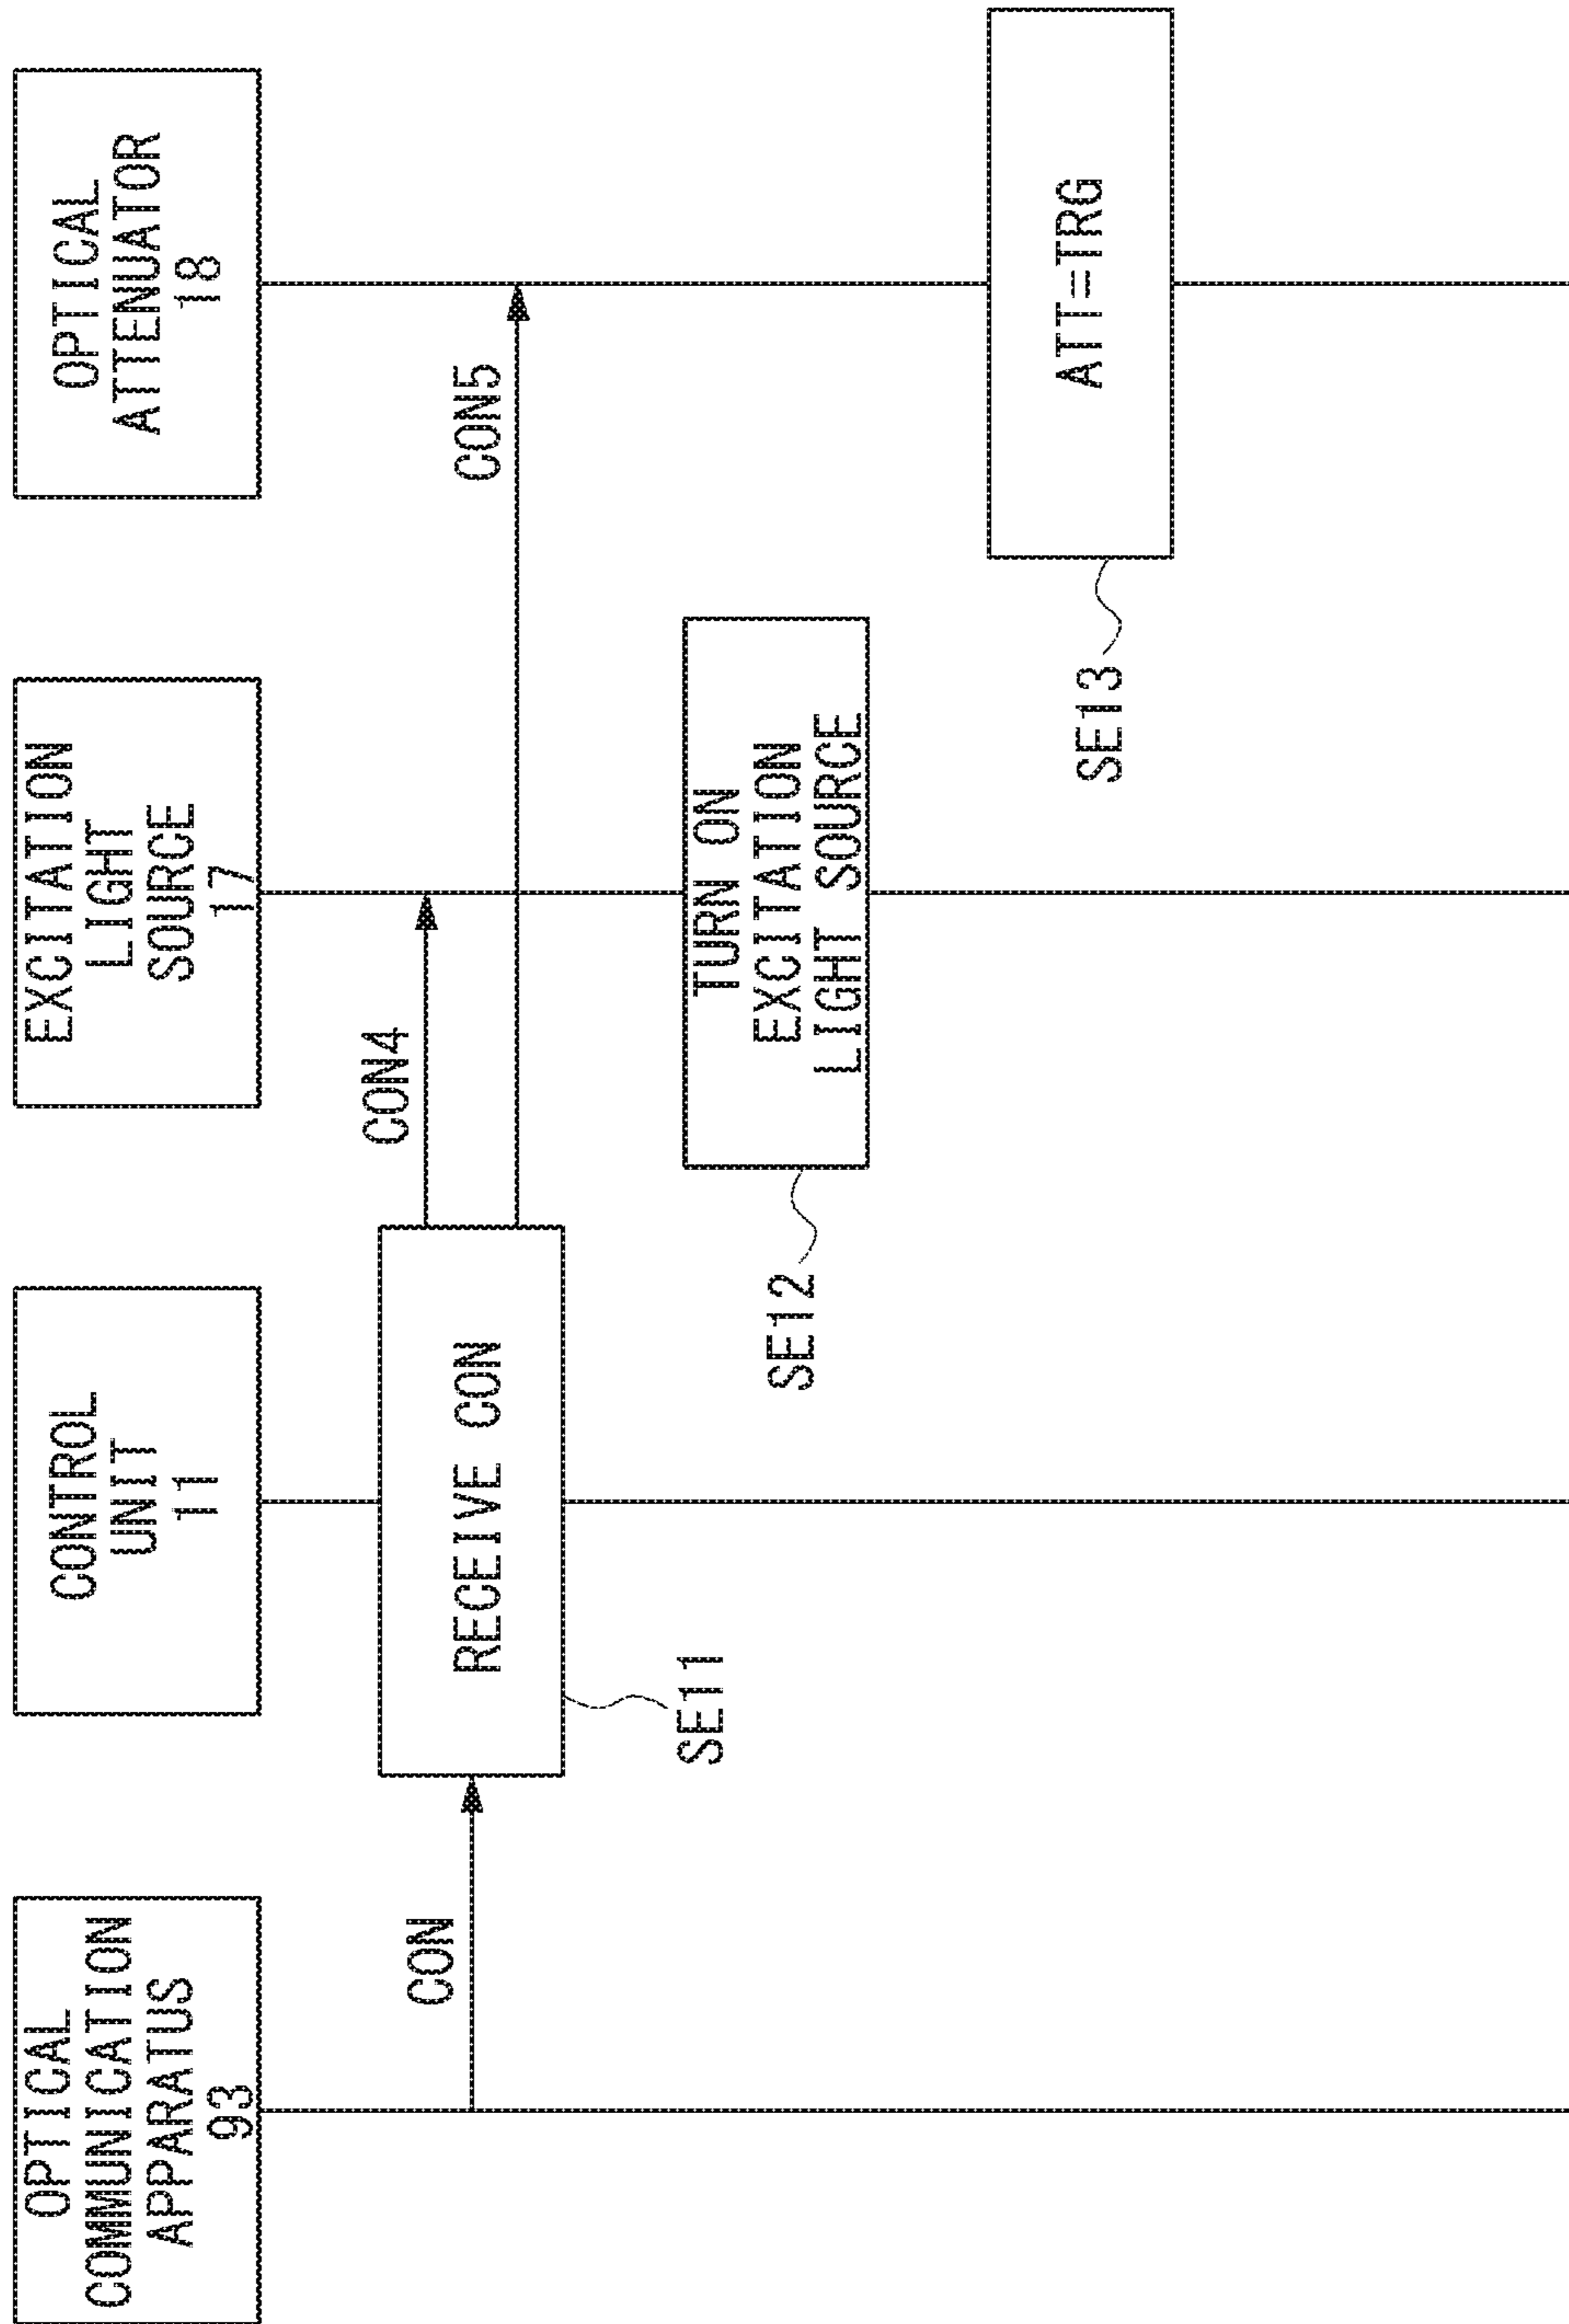 OPTICAL
COMMUNICATION
APPARATUS
93
CONTROL
UNIT
11
EXCITATION
LIGHT
SOURCE
17
OPTICAL
ATTENUATOR
18
CON
RECEIVE CON
SE11
CON4
CON5
TURN ON
EXCITATION
LIGHT SOURCE
SE12
ATT=TRG
SE13